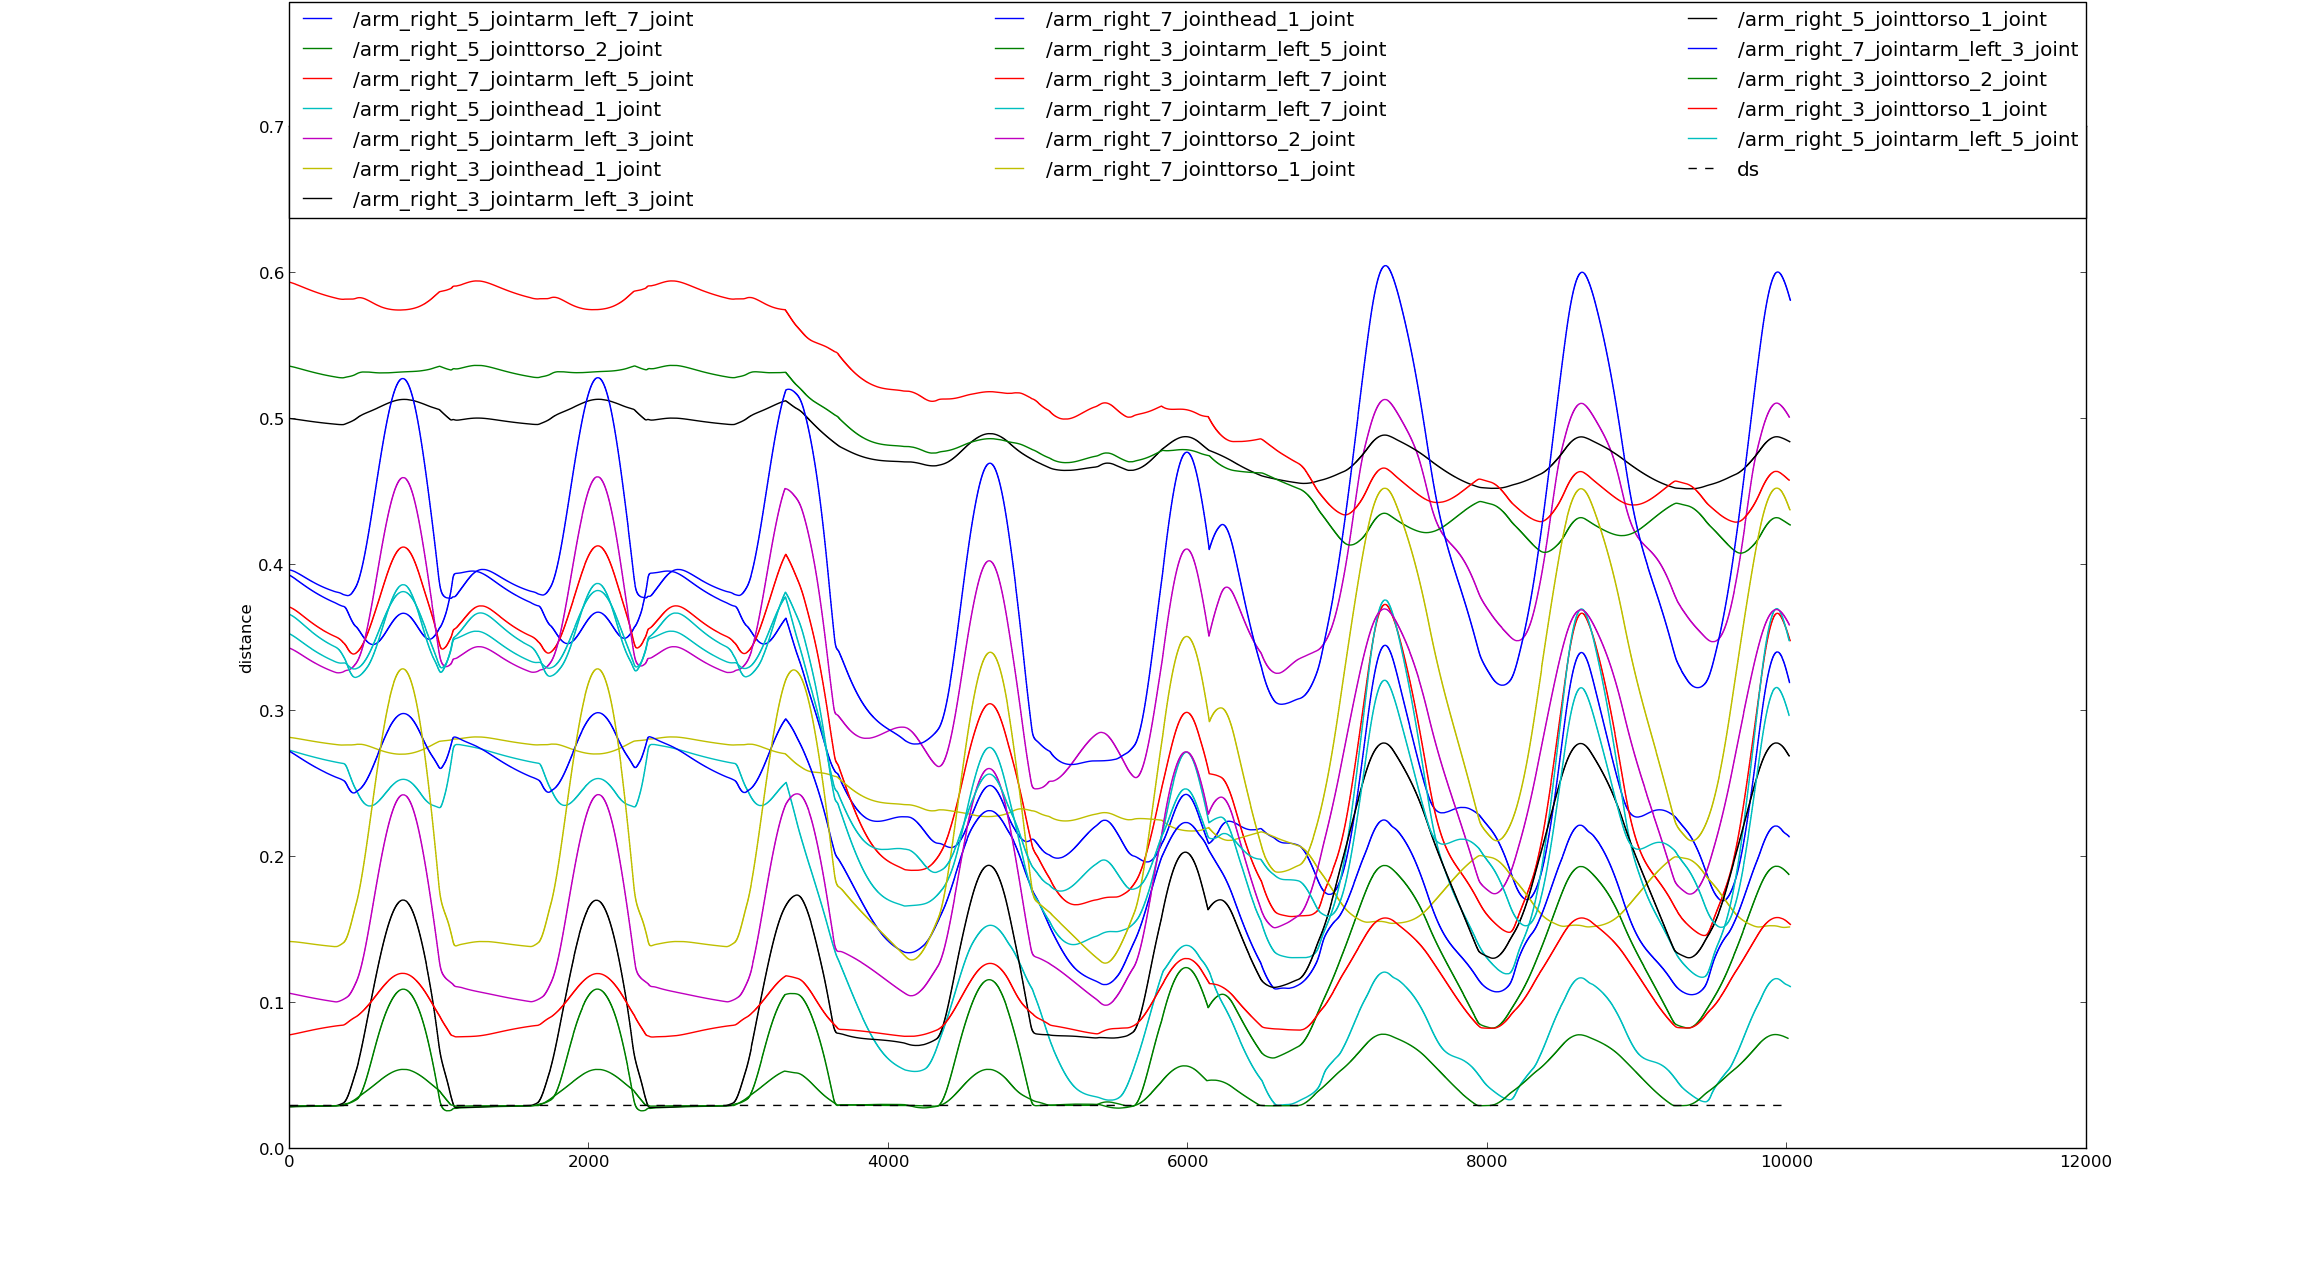 /arm_right_5_jointarm_left_7_joint /arm_right_7_jointhead_1_joint /arm_right_5_jointtorso_1_joint
/arm_right_5_jointtorso_2_joint /arm_right_3_jointarm_left_5_joint /arm_right_7_jointarm_left_3_joint
/arm_right_7_jointarm_left_5_joint /arm_right_3_jointarm_left_7_joint /arm_right_3_jointtorso_2_joint
/arm_right_5_jointhead_1_joint /arm_right_7_jointarm_left_7_joint /arm_right_3_jointtorso_1_joint
/arm_right_5_jointarm_left_3_joint /arm_right_7_jointtorso_2_joint /arm_right_5_jointarm_left_5_joint
/arm_right_3_jointhead_1_joint /arm_right_7_jointtorso_1_joint ds
/arm_right_3_jointarm_left_3_joint
0.7
0.6
0.5
0.4
0.3
0.2
0.1
0.0
distance
0 2000 4000 6000 8000 10000 12000